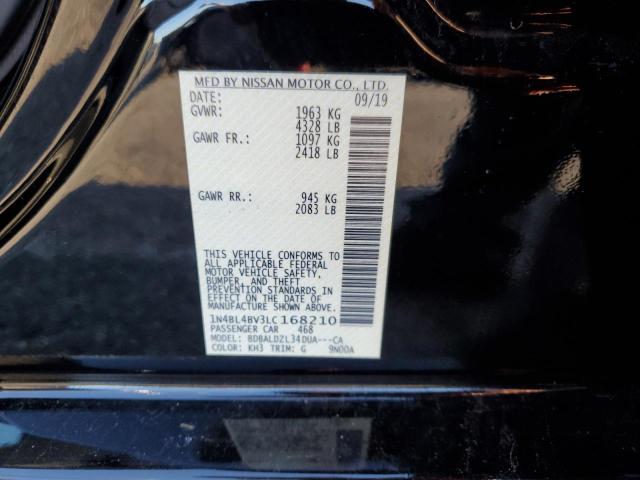 MFD BY NISSAN MOTOR CO., LTD.
DATE: 09/19
GVWR: 1963 KG
4328 LB
GAWR FR.: 1097 KG
2418 LB
GAWR RR.: 945 KG
2083 LB
THIS VEHICLE CONFORMS TO
ALL APPLICABLE FEDERAL
MOTOR VEHICLE SAFETY,
BUMPER, AND THEFT
PREVENTION STANDARDS IN
EFFECT ON THE DATE OF
MANUFACTURE SHOWN ABOVE.
1N4BL4BV3LC168210
PASSENGER CAR 468
MODEL: BDBALDZL34DUA---CA
COLOR: KH3 TRIM: G 9N00A